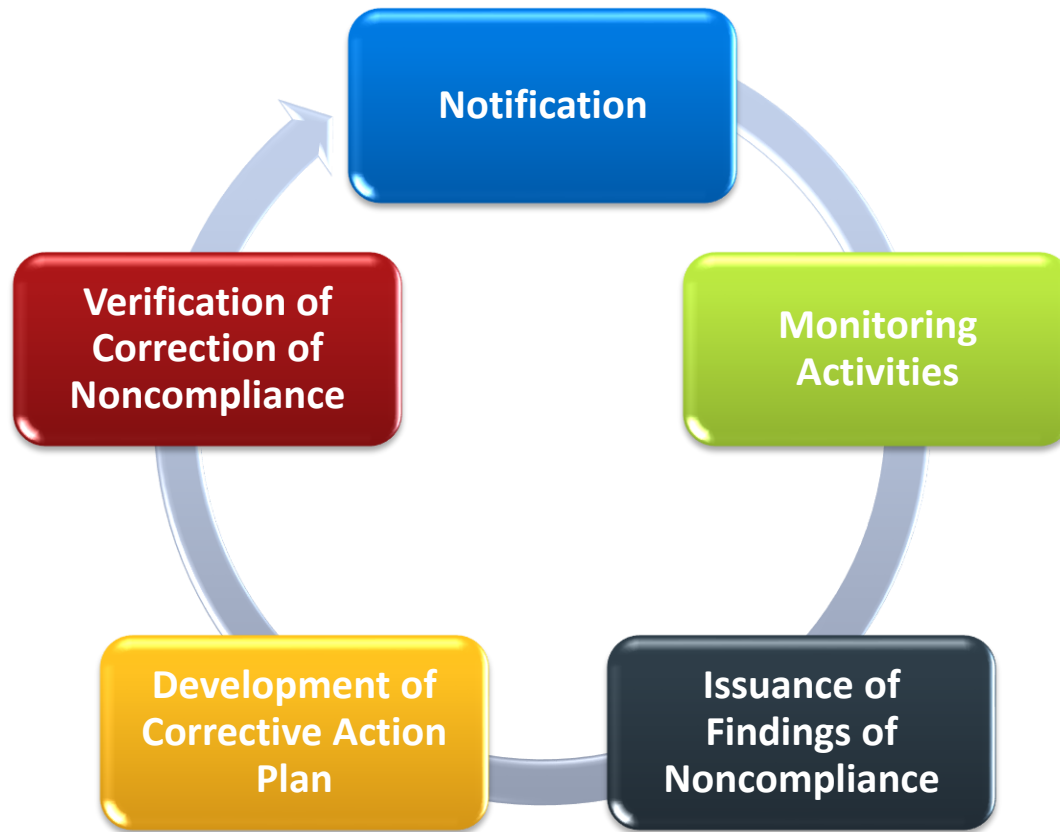 Notification
Monitoring
Activities
Issuance of
Findings of
Noncompliance
Development of
Corrective Action
Plan
Verification of
Correction of
Noncompliance